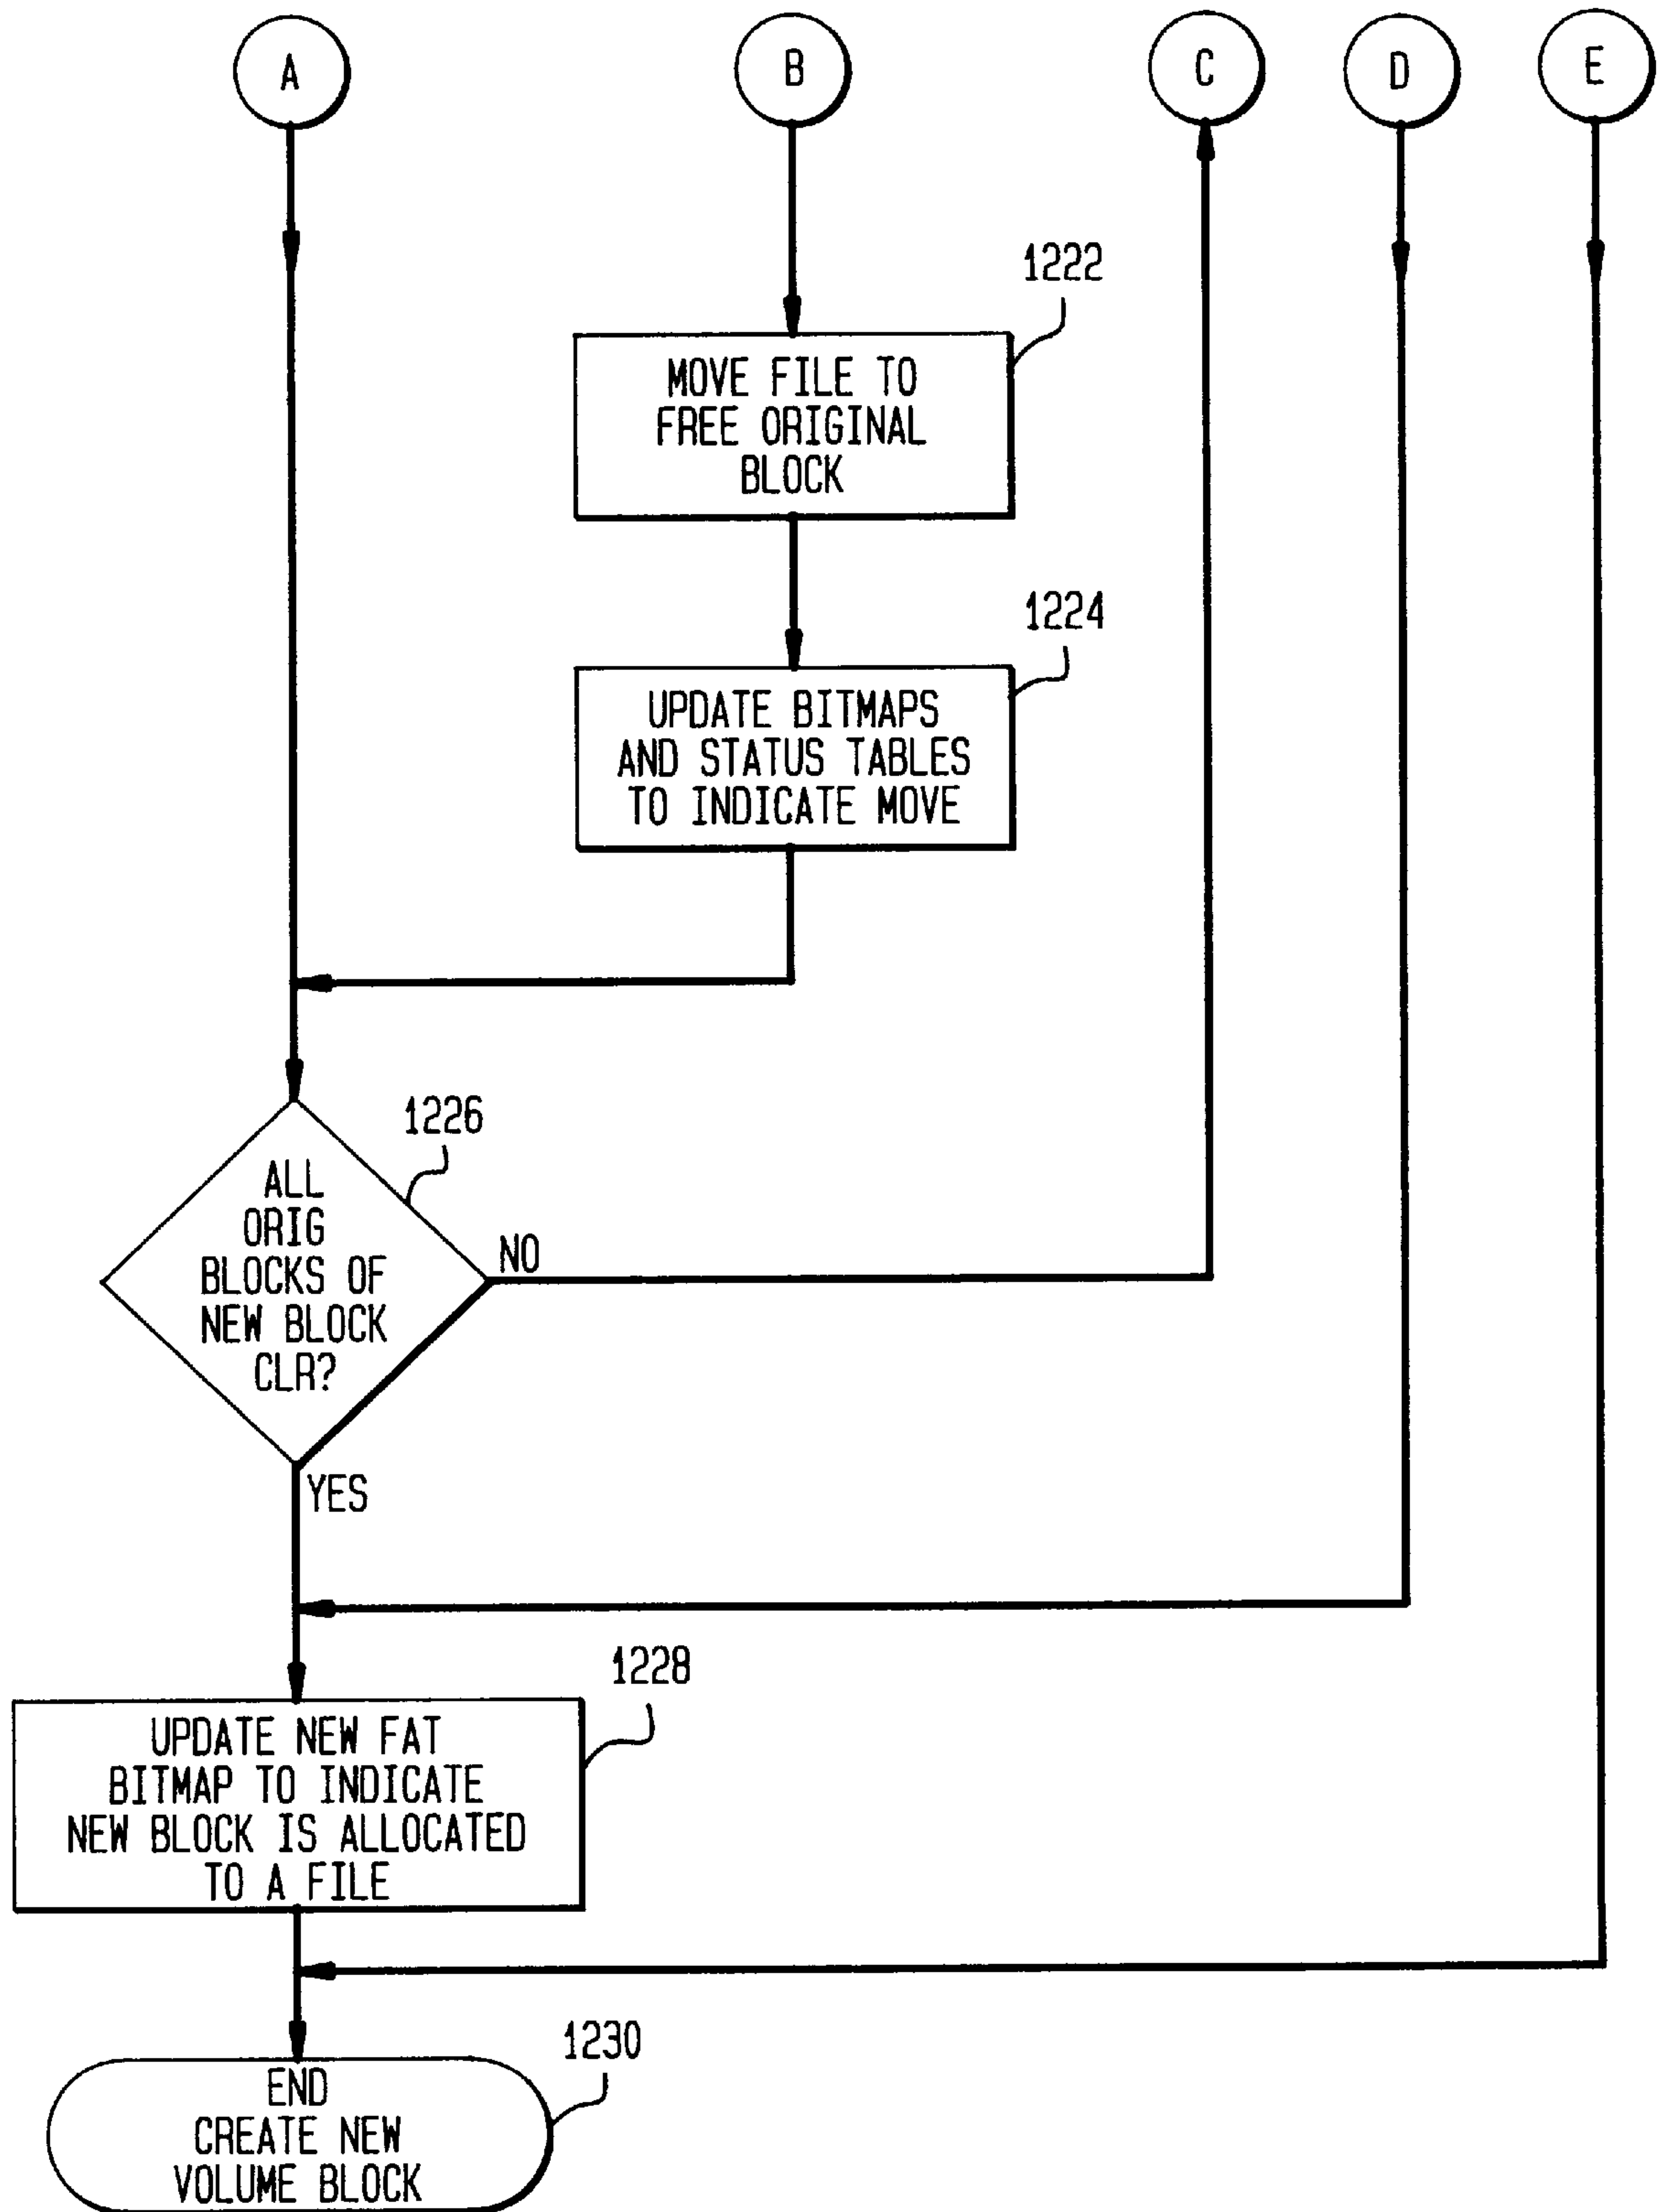 A
B
C
D
E
1222
MOVE FILE TO
FREE ORIGINAL
BLOCK
1224
UPDATE BITMAPS
AND STATUS TABLES
TO INDICATE MOVE
1226
ALL
ORIG
BLOCKS OF
NEW BLOCK
CLR?
NO
YES
1228
UPDATE NEW FAT
BITMAP TO INDICATE
NEW BLOCK IS ALLOCATED
TO A FILE
1230
END
CREATE NEW
VOLUME BLOCK